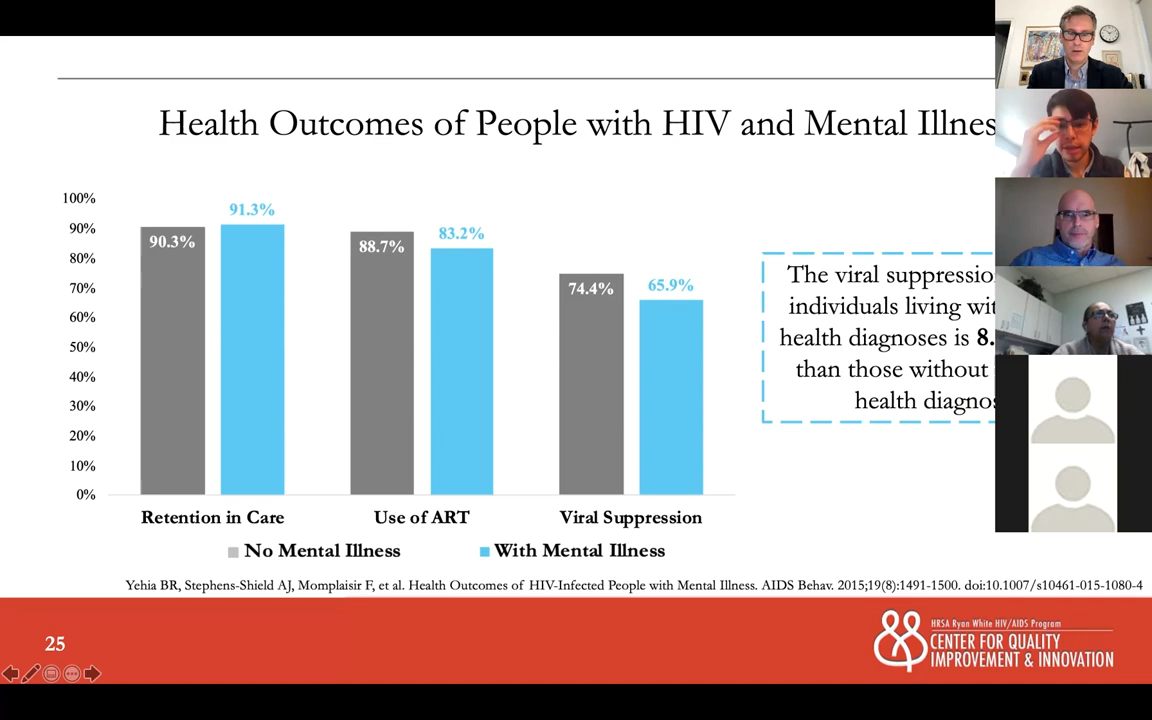 Health Outcomes of People with HIV and Mental Illnes
100%
90%
80%
70%
60%
50%
40%
30%
20%
10%
0%
90.3%
91.3%
88.7%
83.2%
74.4%
65.9%
Retention in Care
Use of ART
Viral Suppression
No Mental Illness
With Mental Illness
The viral suppressio
individuals living wit
health diagnoses is 8.
than those without
health diagnos
Yehia BR, Stephens-Shield AJ, Momplaisir F, et al. Health Outcomes of HIV-Infected People with Mental Illness. AIDS Behav. 2015;19(8):1491-1500. doi:10.1007/s10461-015-1080-4
25
HRSA Ryan White HIV/AIDS Program
CENTER FOR QUALITY
IMPROVEMENT & INNOVATION